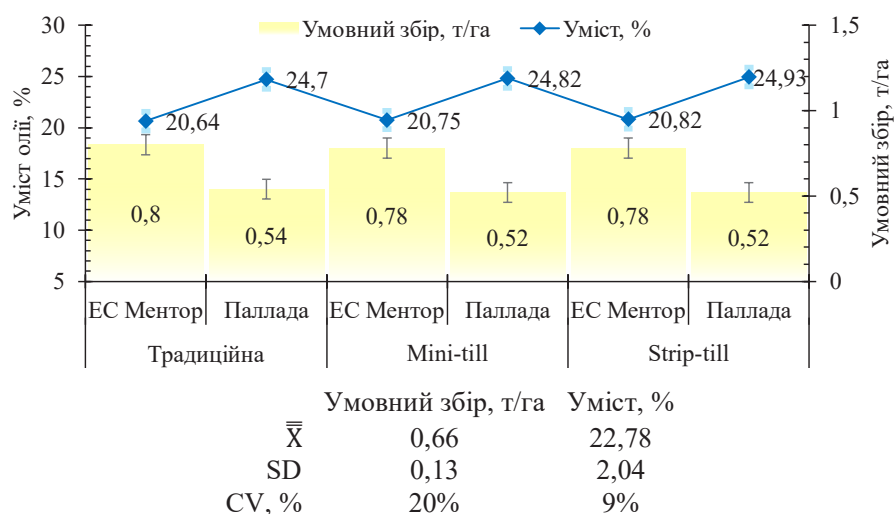 Умовний збір, т/га
Уміст, %
30
25
20
15
10
5
Уміст олії, %
1,5
1
0,5
0
Умовний збір, т/га
20,64
24,7
20,75
24,82
20,82
24,93
0,8
0,54
0,78
0,52
0,78
0,52
ЕС Ментор Паллада ЕС Ментор Паллада ЕС Ментор Паллада
Традиційна Mini-till Strip-till
Умовний збір, т/га Уміст, %
X̿ 0,66 22,78
SD 0,13 2,04
CV, % 20% 9%